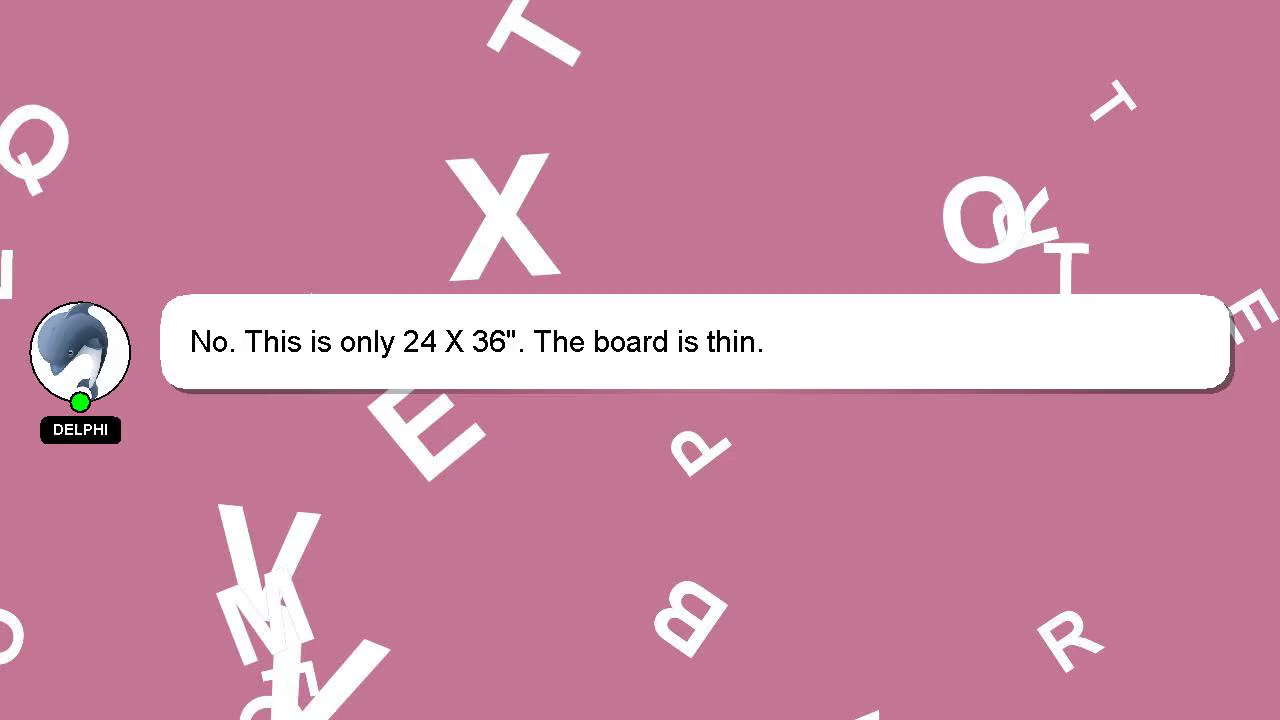 T
T
Q
X
O
R
T
E
No. This is only 24 X 36". The board is thin.
DELPHI
E
P
V
M
B
R
V